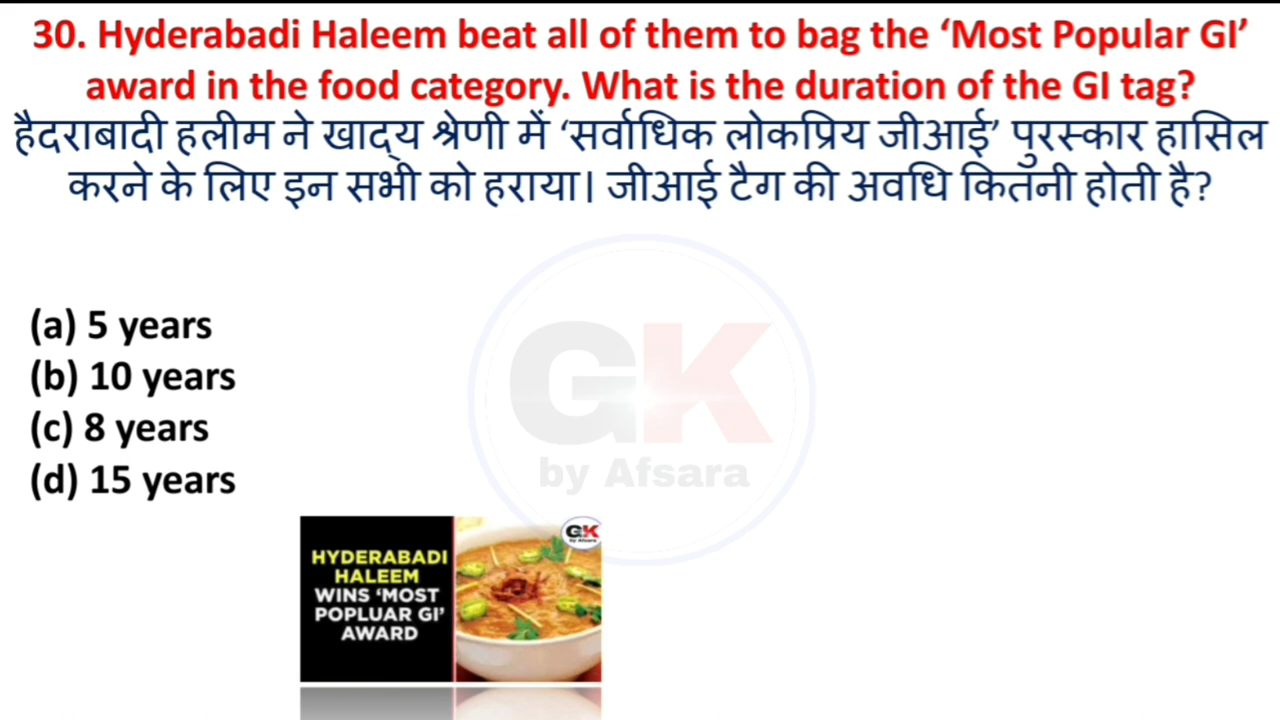 30. Hyderabadi Haleem beat all of them to bag the ‘Most Popular GI’
award in the food category. What is the duration of the GI tag?
हैदराबादी हलीम ने खाद्य श्रेणी में ‘सर्वाधिक लोकप्रिय जीआई’ पुरस्कार हासिल
करने के लिए इन सभी को हराया। जीआई टैग की अवधि कितनी होती है?
(a) 5 years
(b) 10 years
(c) 8 years
(d) 15 years
GK
by Afsara
HYDERABADI
HALEEM
WINS ‘MOST
POPLUAR GI’
AWARD
GK
by Afsara